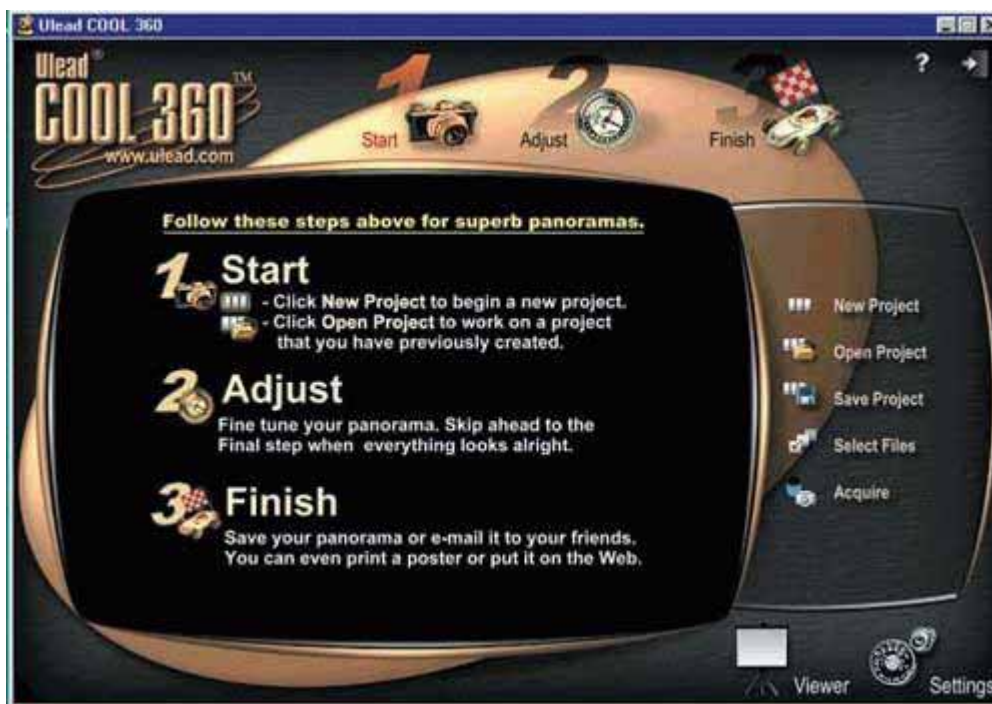 Ulead COOL 360
Ulead®
COOL 360™
www.ulead.com
1
Start
2
Adjust
3
Finish
?
Follow these steps above for superb panoramas.
1 Start
- Click New Project to begin a new project.
- Click Open Project to work on a project
that you have previously created.
2 Adjust
Fine tune your panorama. Skip ahead to the
Final step when everything looks alright.
3 Finish
Save your panorama or e-mail it to your friends.
You can even print a poster or put it on the Web.
New Project
Open Project
Save Project
Select Files
Acquire
Viewer
Settings